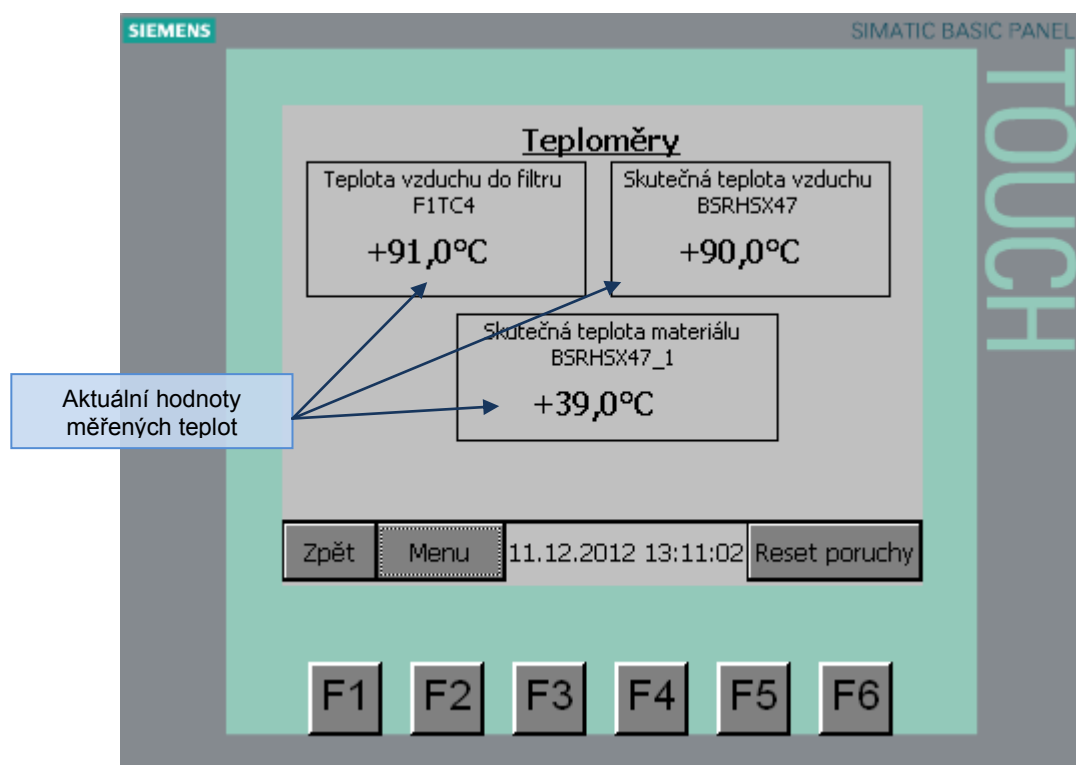 SIEMENS
SIMATIC BASIC PANEL
TOUCH
Teploměry
Teplota vzduchu do filtru
F1TC4
+91,0°C
Skutečná teplota vzduchu
BSRHSX47
+90,0°C
Skutečná teplota materiálu
BSRHSX47_1
+39,0°C
Aktuální hodnoty
měřených teplot
Zpět
Menu
11.12.2012 13:11:02
Reset poruchy
F1
F2
F3
F4
F5
F6